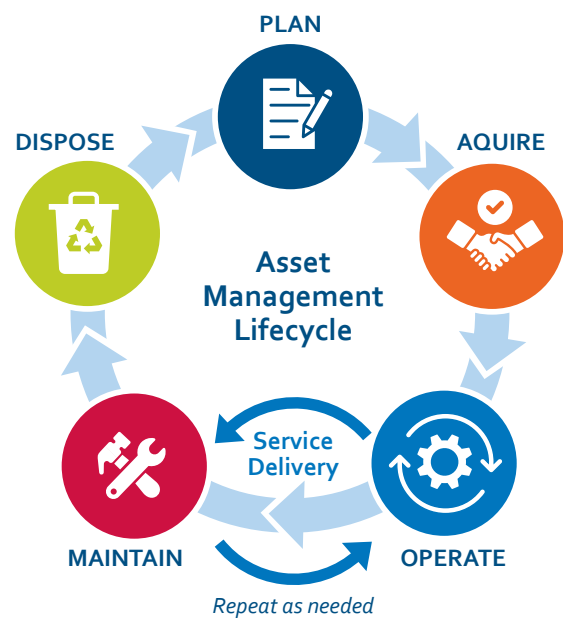 PLAN
DISPOSE
AQUIRE
Asset
Management
Lifecycle
Service
Delivery
MAINTAIN
OPERATE
Repeat as needed